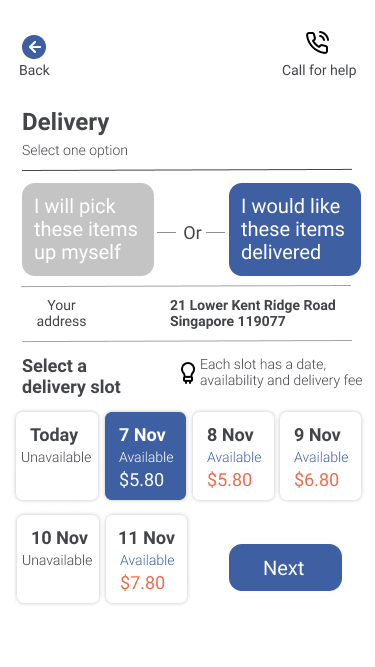 Back
Call for help
Delivery
Select one option
I will pick
these items
up myself
Or
I would like
these items
delivered
Your
address
21 Lower Kent Ridge Road
Singapore 119077
Select a
delivery slot
Each slot has a date,
availability and delivery fee
Today
Unavailable
7 Nov
Available
$5.80
8 Nov
Available
$5.80
9 Nov
Available
$6.80
10 Nov
Unavailable
11 Nov
Available
$7.80
Next